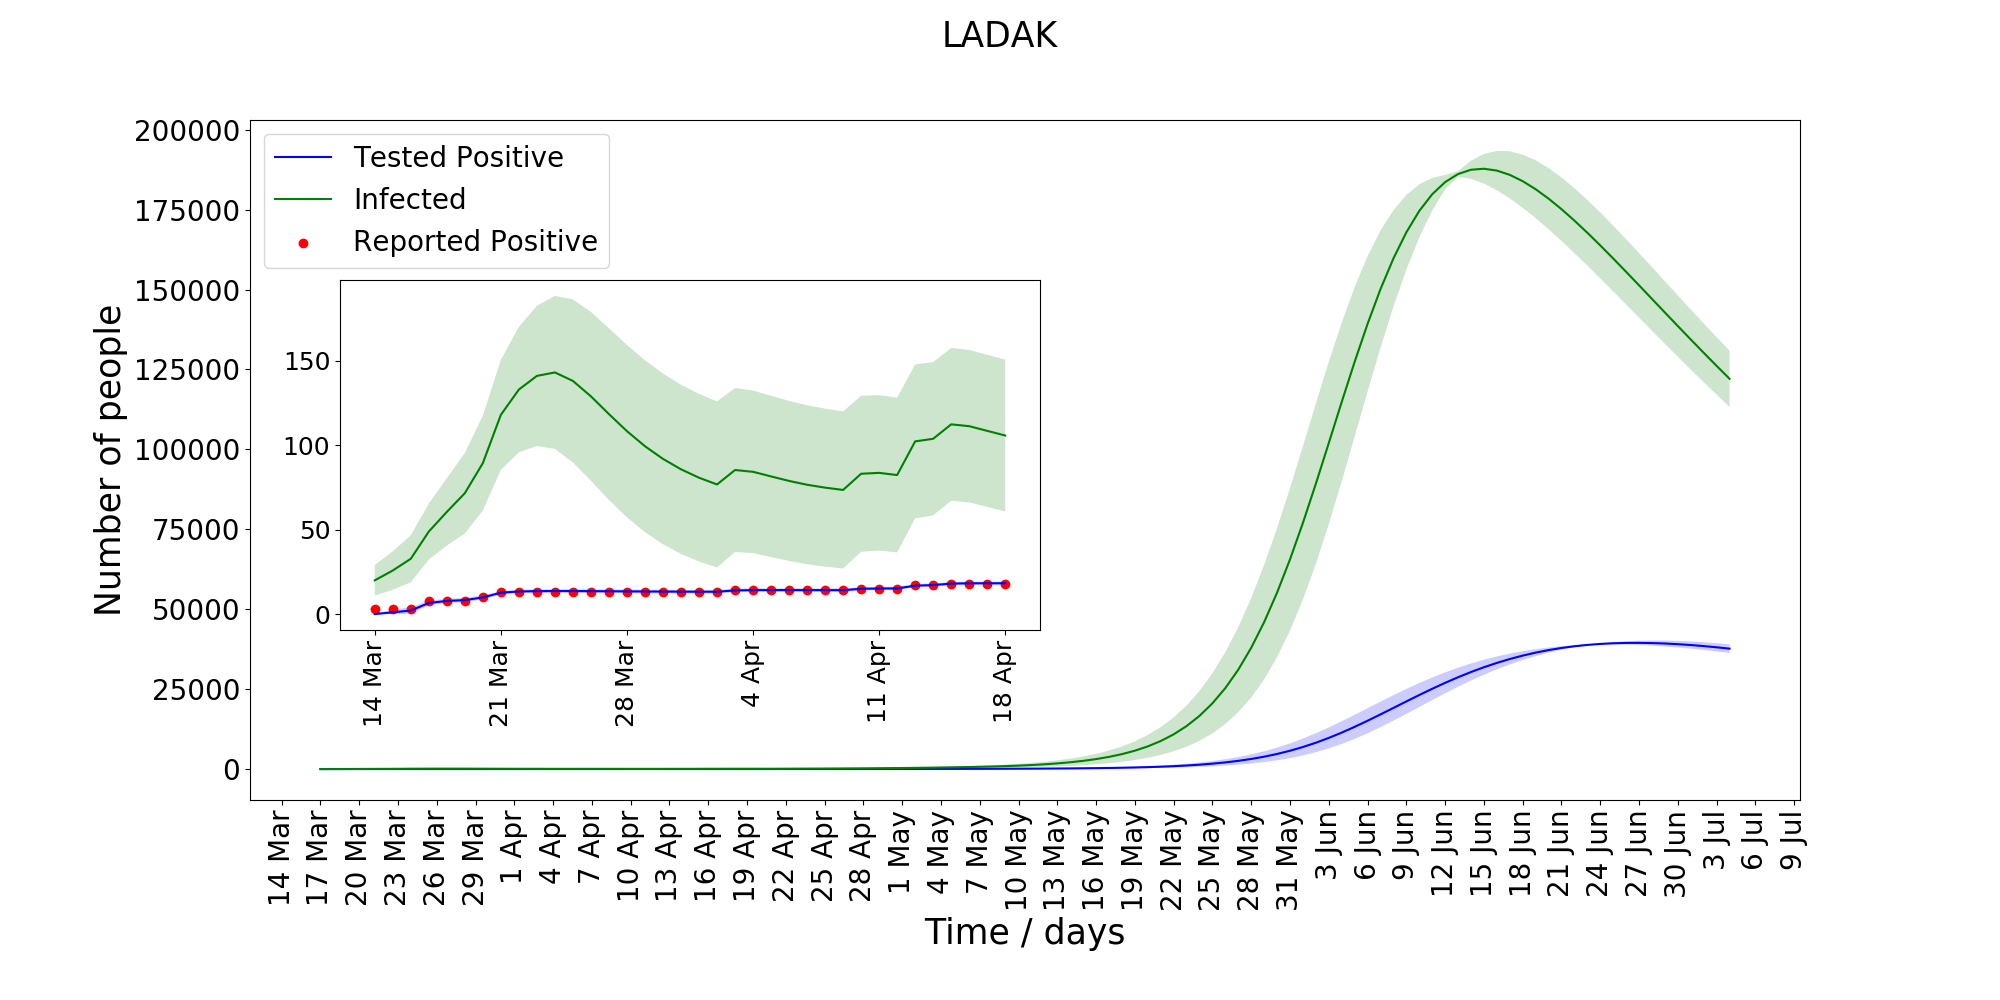 LADAK
200000
175000
150000
125000
100000
75000
50000
25000
0
Number of people
Tested Positive
Infected
Reported Positive
150
100
50
0
14 Mar
21 Mar
28 Mar
4 Apr
11 Apr
18 Apr
14 Mar
17 Mar
20 Mar
23 Mar
26 Mar
29 Mar
1 Apr
4 Apr
7 Apr
10 Apr
13 Apr
16 Apr
19 Apr
22 Apr
25 Apr
28 Apr
1 May
4 May
7 May
10 May
13 May
16 May
19 May
22 May
25 May
28 May
31 May
3 Jun
6 Jun
9 Jun
12 Jun
15 Jun
18 Jun
21 Jun
24 Jun
27 Jun
30 Jun
3 Jul
6 Jul
9 Jul
Time / days